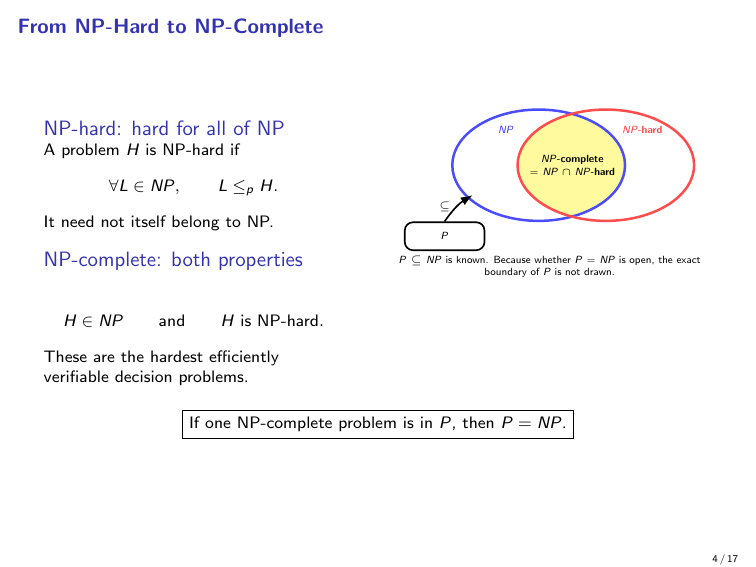 From NP-Hard to NP-Complete
NP-hard: hard for all of NP
A problem H is NP-hard if
∀L ∈ NP, L ≤p H.
It need not itself belong to NP.
NP-complete: both properties
H ∈ NP and H is NP-hard.
These are the hardest efficiently
verifiable decision problems.
NP
NP-hard
NP-complete
= NP ∩ NP-hard
⊆
P
P ⊆ NP is known. Because whether P = NP is open, the exact
boundary of P is not drawn.
If one NP-complete problem is in P, then P = NP.
4 / 17